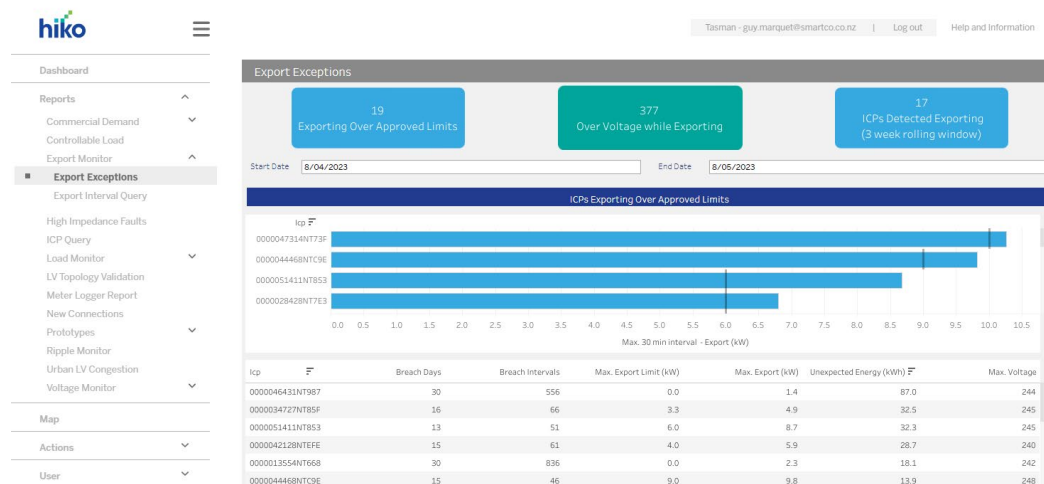 hiko
Tasman - guy.marquet@smartco.co.nz | Log out Help and Information
Dashboard
Reports
Commercial Demand
Controllable Load
Export Monitor
Export Exceptions
Export Interval Query
High Impedance Faults
ICP Query
Load Monitor
LV Topology Validation
Meter Logger Report
New Connections
Prototypes
Ripple Monitor
Urban LV Congestion
Voltage Monitor
Map
Actions
User
Export Exceptions
19
Exporting Over Approved Limits
377
Over Voltage while Exporting
17
ICPs Detected Exporting
(3 week rolling window)
Start Date 8/04/2023 End Date 8/05/2023
ICPs Exporting Over Approved Limits
Icp
0000047314NT73F
0000044468NTC9E
0000051411NT853
0000028428NT7E3
0.0 0.5 1.0 1.5 2.0 2.5 3.0 3.5 4.0 4.5 5.0 5.5 6.0 6.5 7.0 7.5 8.0 8.5 9.0 9.5 10.0 10.5
Max. 30 min interval - Export (kW)
Icp Breach Days Breach Intervals Max. Export Limit (kW) Max. Export (kW) Unexpected Energy (kWh) Max. Voltage
0000046431NT987 30 556 0.0 1.4 87.0 244
0000034727NT85F 16 66 3.3 4.9 32.5 245
0000051411NT853 13 51 6.0 8.7 32.3 245
0000042128NTEFE 15 61 4.0 5.9 28.7 240
0000013554NT668 30 836 0.0 2.3 18.1 242
0000044468NTC9E 15 46 9.0 9.8 13.9 248